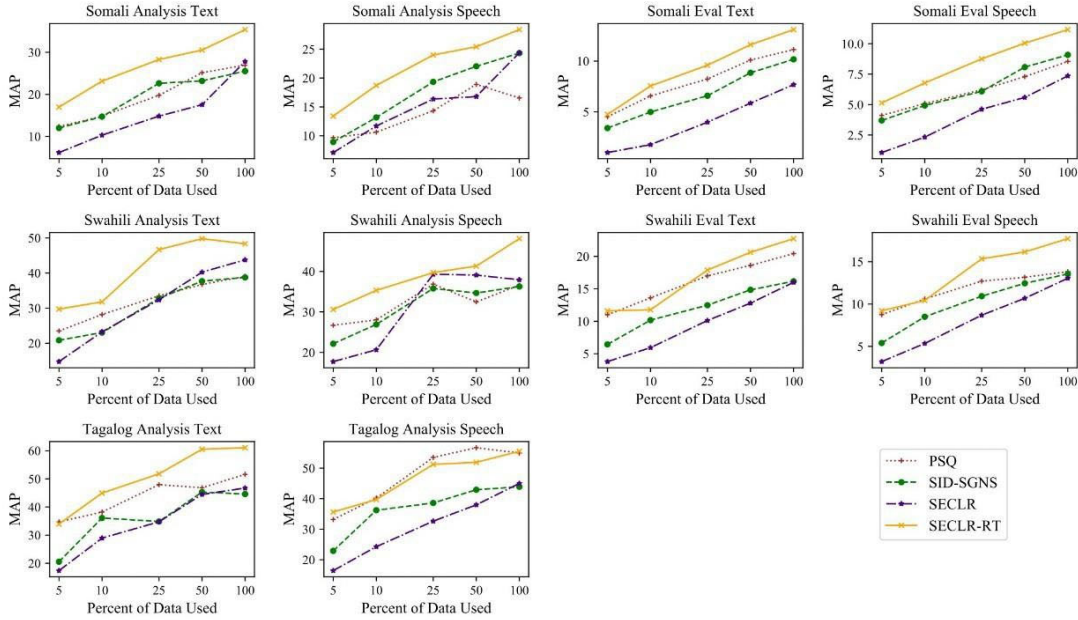 Somali Analysis Text
MAP
30
20
10
5 10 25 50 100
Percent of Data Used
Somali Analysis Speech
MAP
25
20
15
10
5 10 25 50 100
Percent of Data Used
Somali Eval Text
MAP
10
5
5 10 25 50 100
Percent of Data Used
Somali Eval Speech
MAP
10.0
7.5
5.0
2.5
5 10 25 50 100
Percent of Data Used
Swahili Analysis Text
MAP
50
40
30
20
5 10 25 50 100
Percent of Data Used
Swahili Analysis Speech
MAP
40
30
20
5 10 25 50 100
Percent of Data Used
Swahili Eval Text
MAP
20
15
10
5
5 10 25 50 100
Percent of Data Used
Swahili Eval Speech
MAP
15
10
5
5 10 25 50 100
Percent of Data Used
Tagalog Analysis Text
MAP
60
50
40
30
20
5 10 25 50 100
Percent of Data Used
Tagalog Analysis Speech
MAP
50
40
30
20
5 10 25 50 100
Percent of Data Used
PSQ
SID-SGNS
SECLR
SECLR-RT